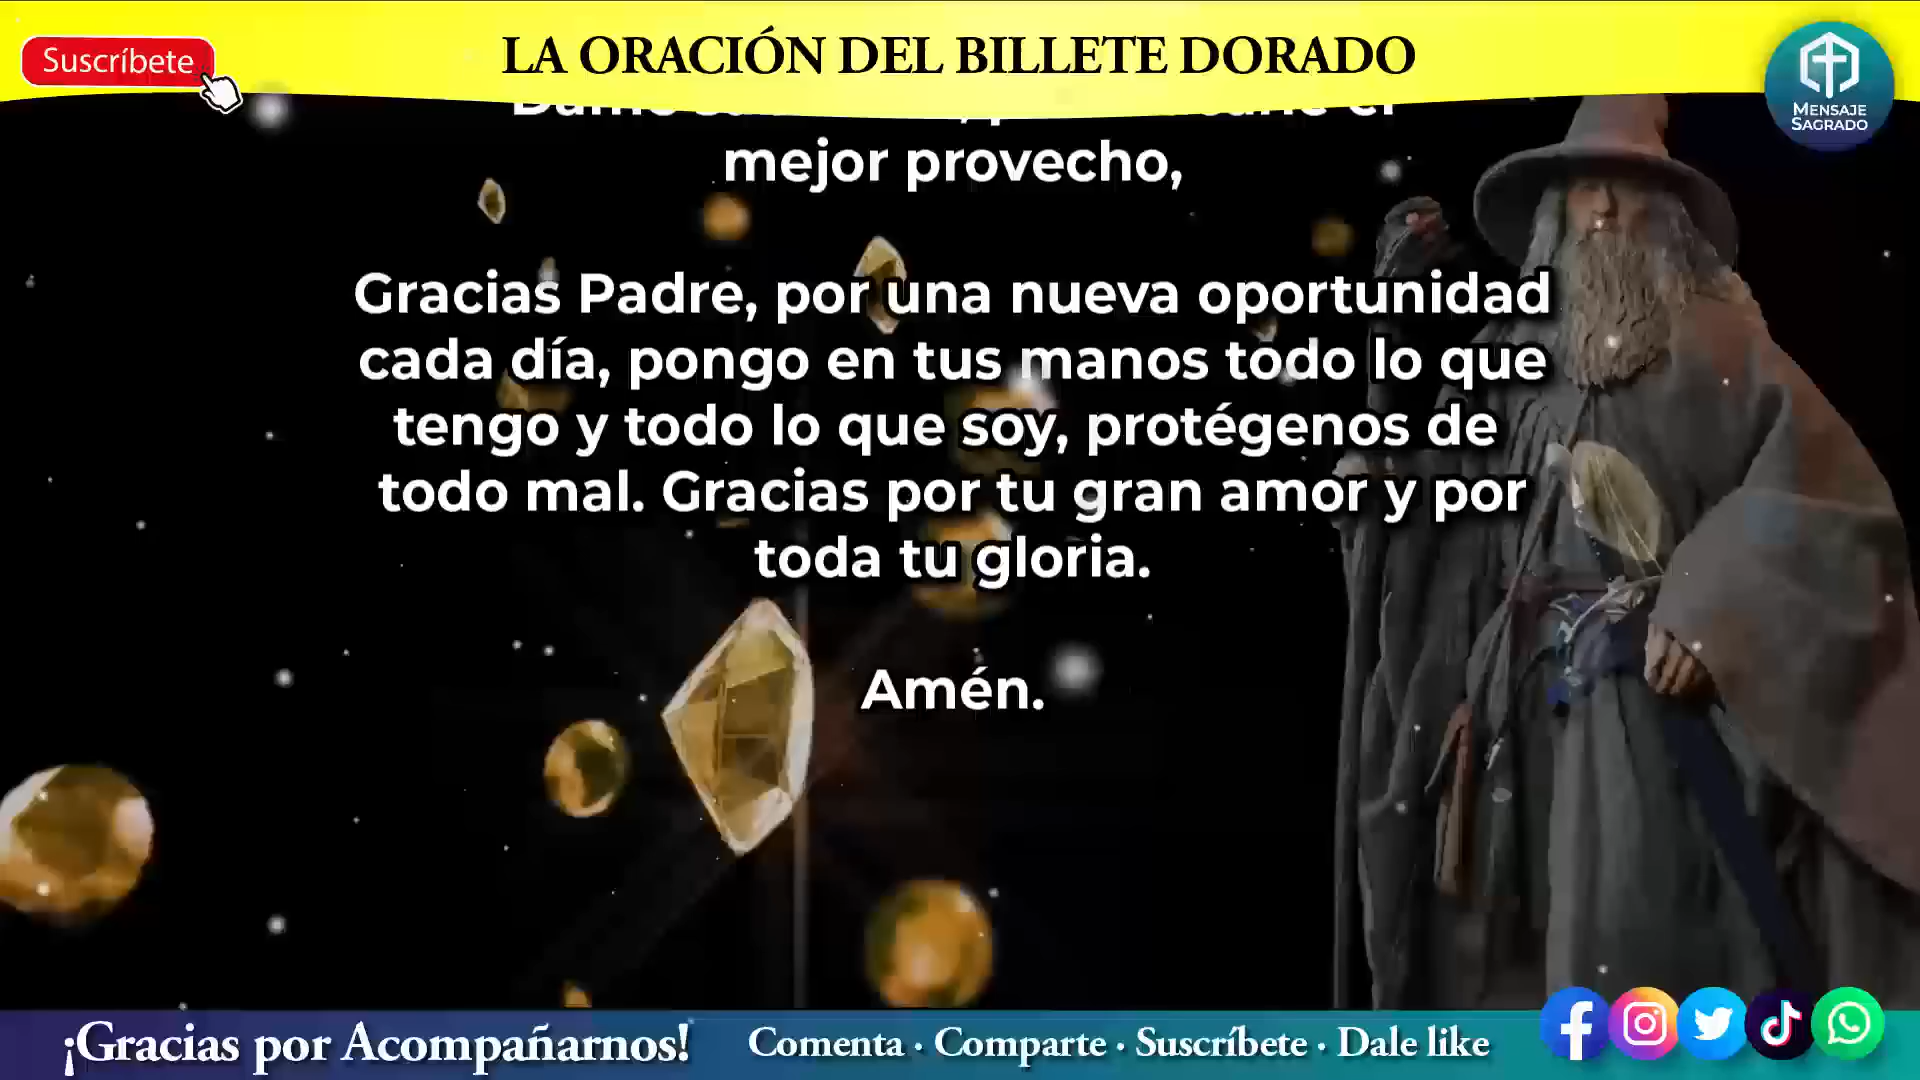 Suscríbete
LA ORACIÓN DEL BILLETE DORADO
MENSAJE
SAGRADO
mejor provecho,
Gracias Padre, por una nueva oportunidad
cada día, pongo en tus manos todo lo que
tengo y todo lo que soy, protégenos de
todo mal. Gracias por tu gran amor y por
toda tu gloria.
Amén.
¡Gracias por Acompañarnos!
Comenta · Comparte · Suscríbete · Dale like